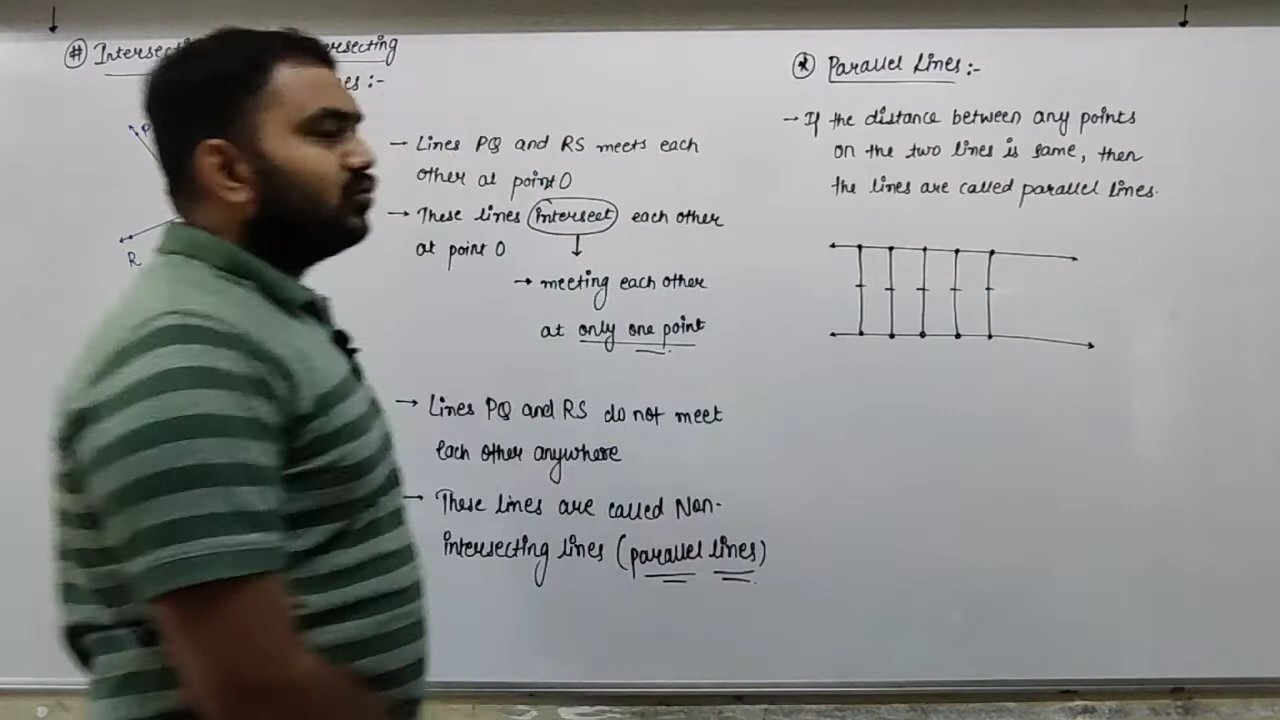 # Intersec ersecting
es :-
P
R
→ Lines PQ and RS meets each
other at point O
→ These lines intersect each other
at point O
→ meeting each other
at only one point
→ Lines PQ and RS do not meet
each other anywhere
→ These lines are called Non-
intersecting lines (parallel lines)
* Parallel Lines :-
→ If the distance between any points
on the two lines is same, then
the lines are called parallel lines.